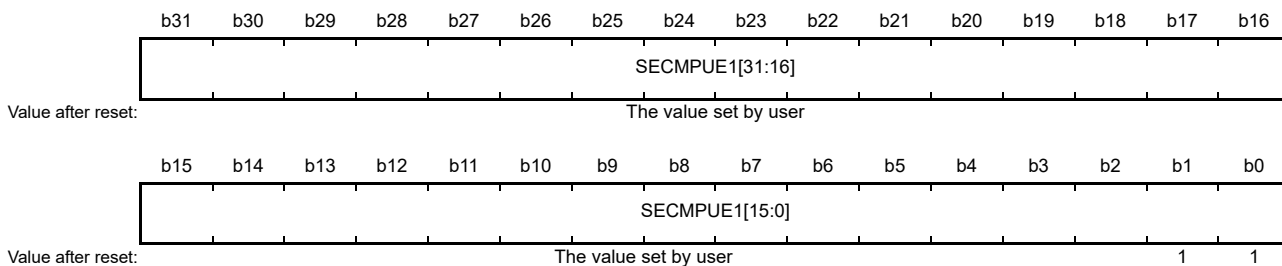 b31 b30 b29 b28 b27 b26 b25 b24 b23 b22 b21 b20 b19 b18 b17 b16
SECMPUE1[31:16]
Value after reset: The value set by user
b15 b14 b13 b12 b11 b10 b9 b8 b7 b6 b5 b4 b3 b2 b1 b0
SECMPUE1[15:0]
Value after reset: The value set by user 1 1